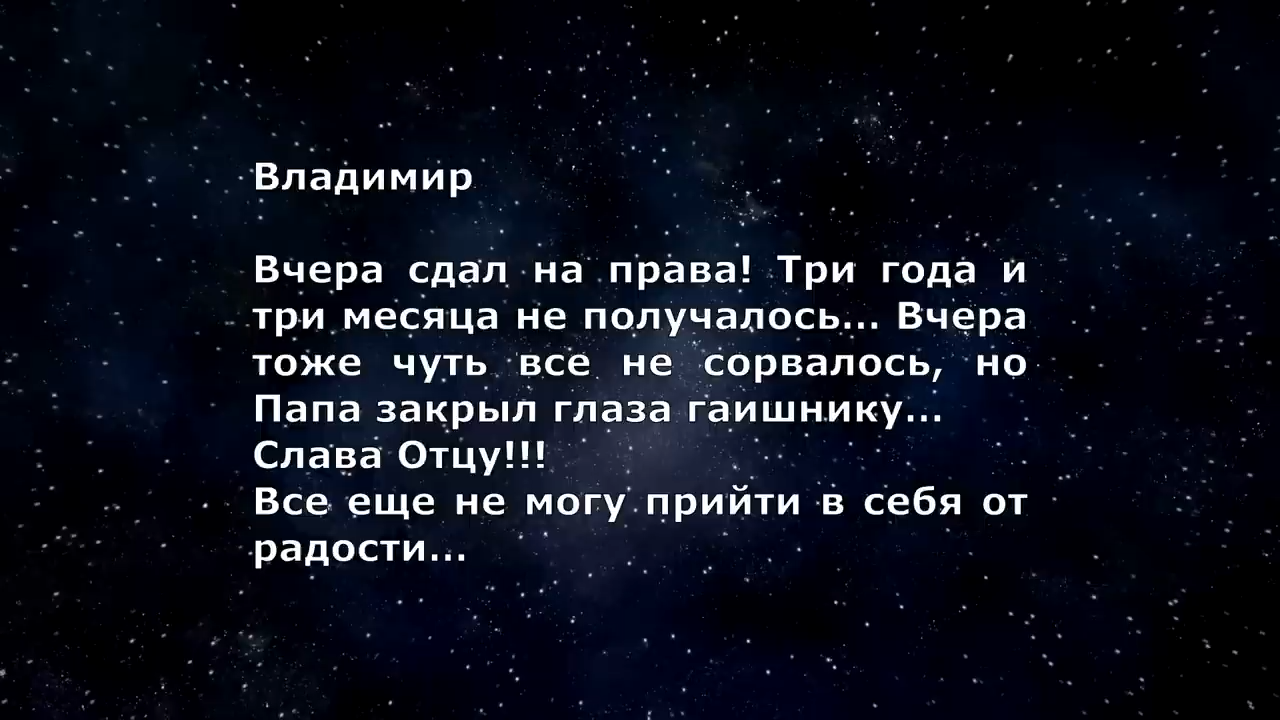 Владимир
Вчера сдал на права! Три года и
три месяца не получалось... Вчера
тоже чуть все не сорвалось, но
Папа закрыл глаза гаишнику...
Слава Отцу!!!
Все еще не могу прийти в себя от
радости...